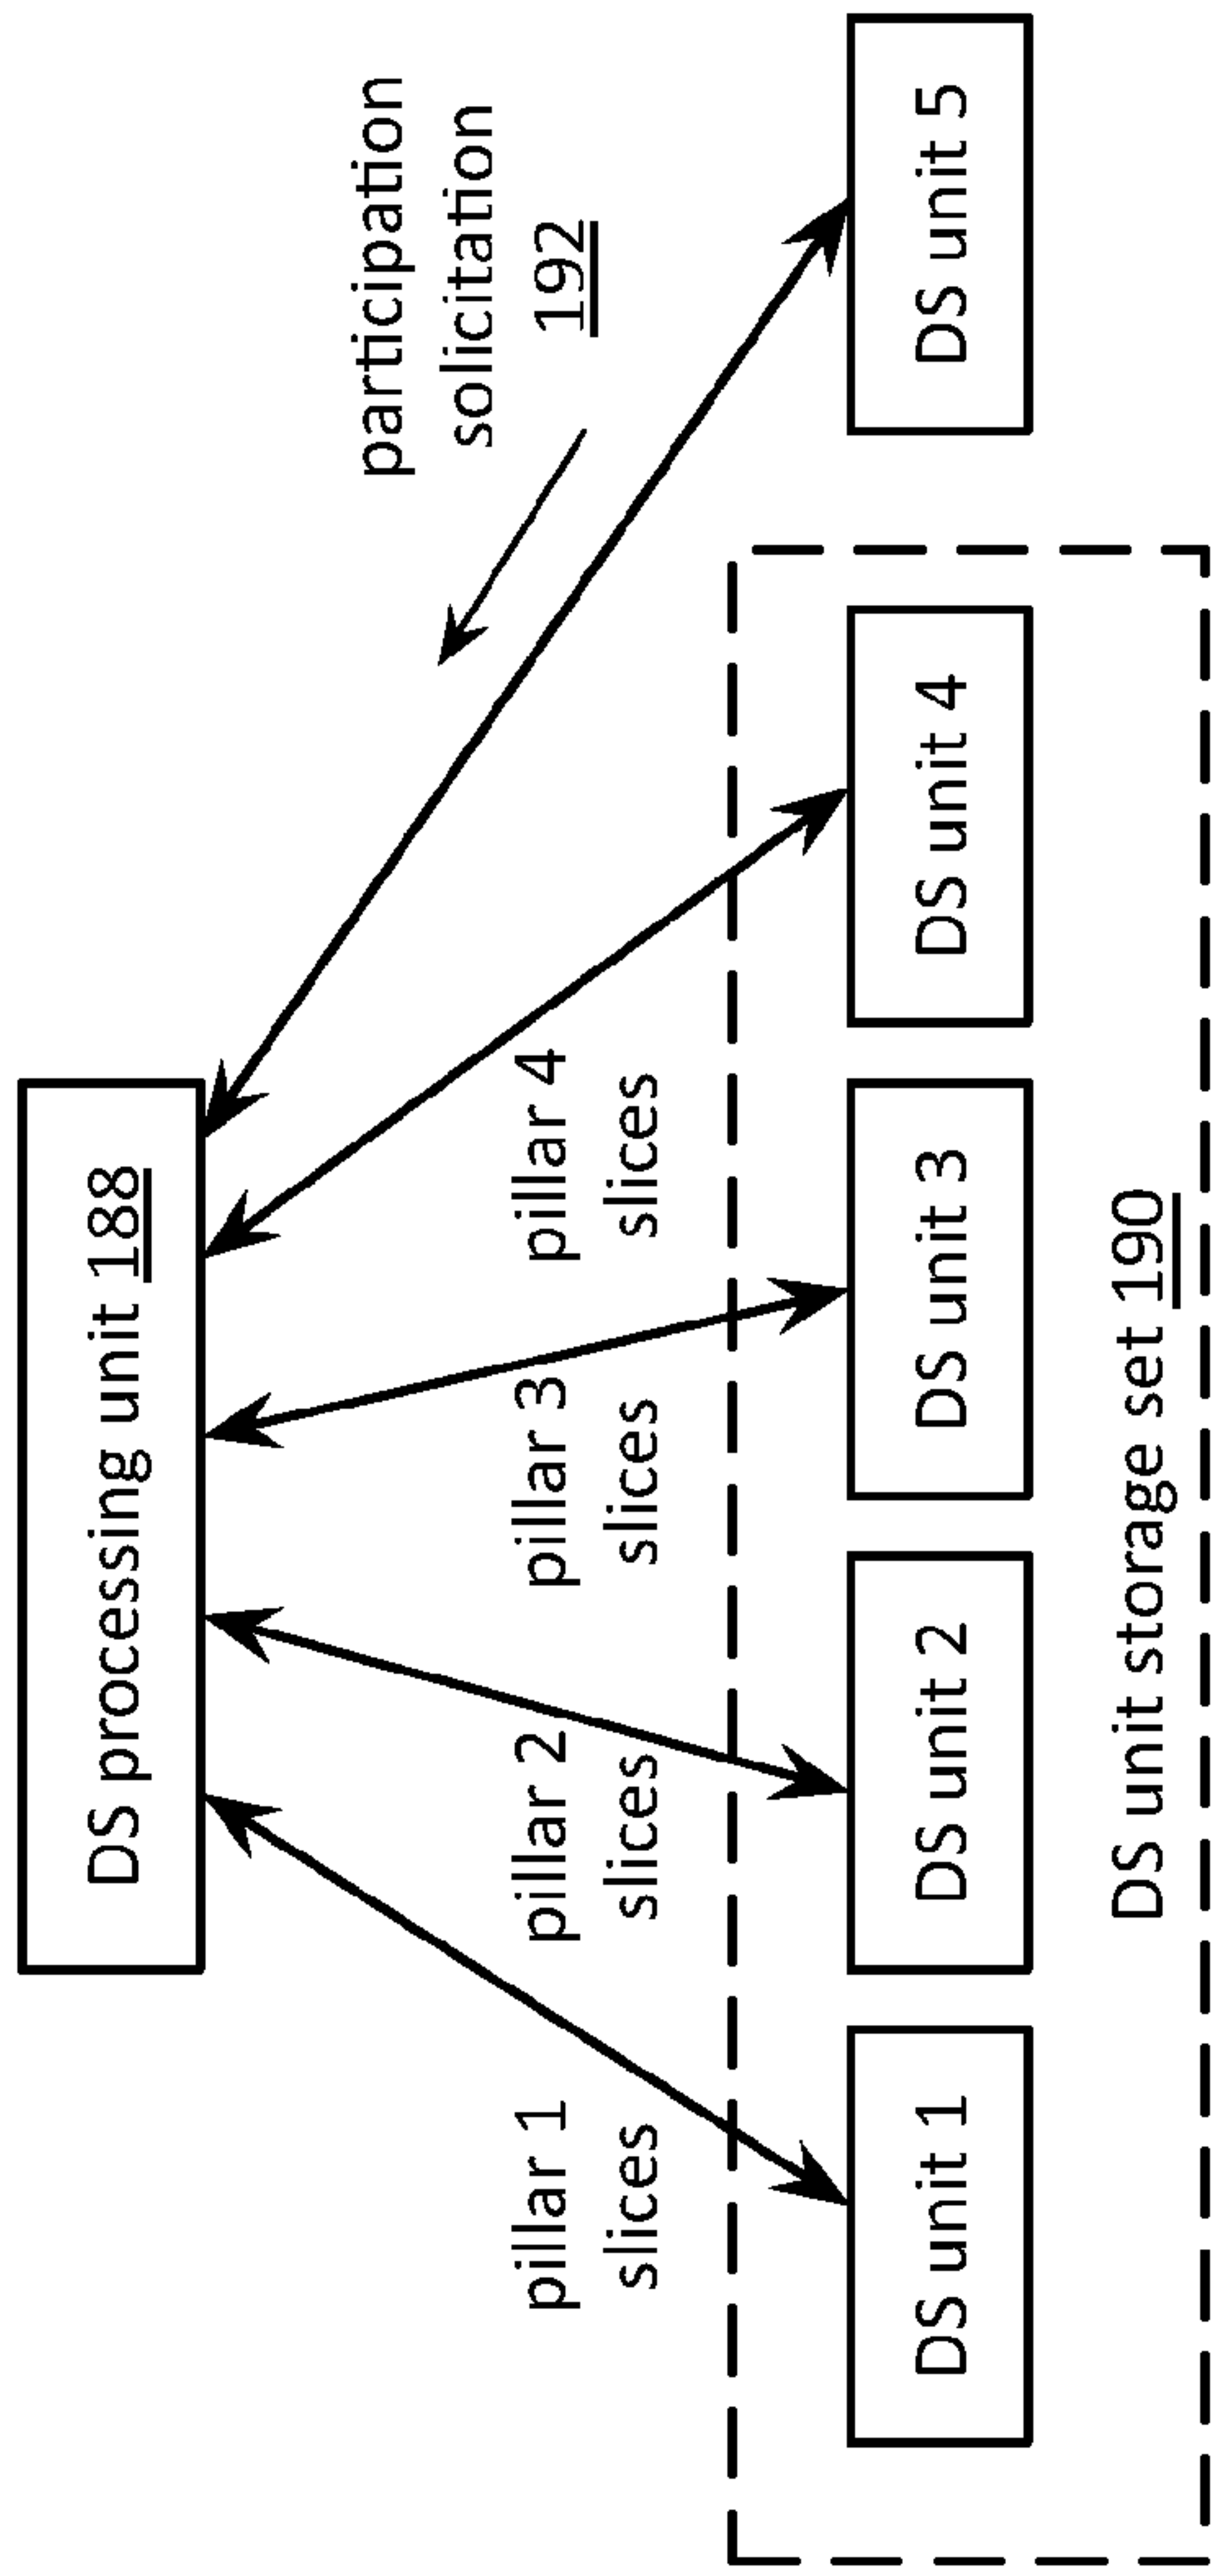 DS processing unit 188
participation
solicitation
192
pillar 1
slices
pillar 2
slices
pillar 3
slices
pillar 4
slices
DS unit 1
DS unit 2
DS unit 3
DS unit 4
DS unit 5
DS unit storage set 190